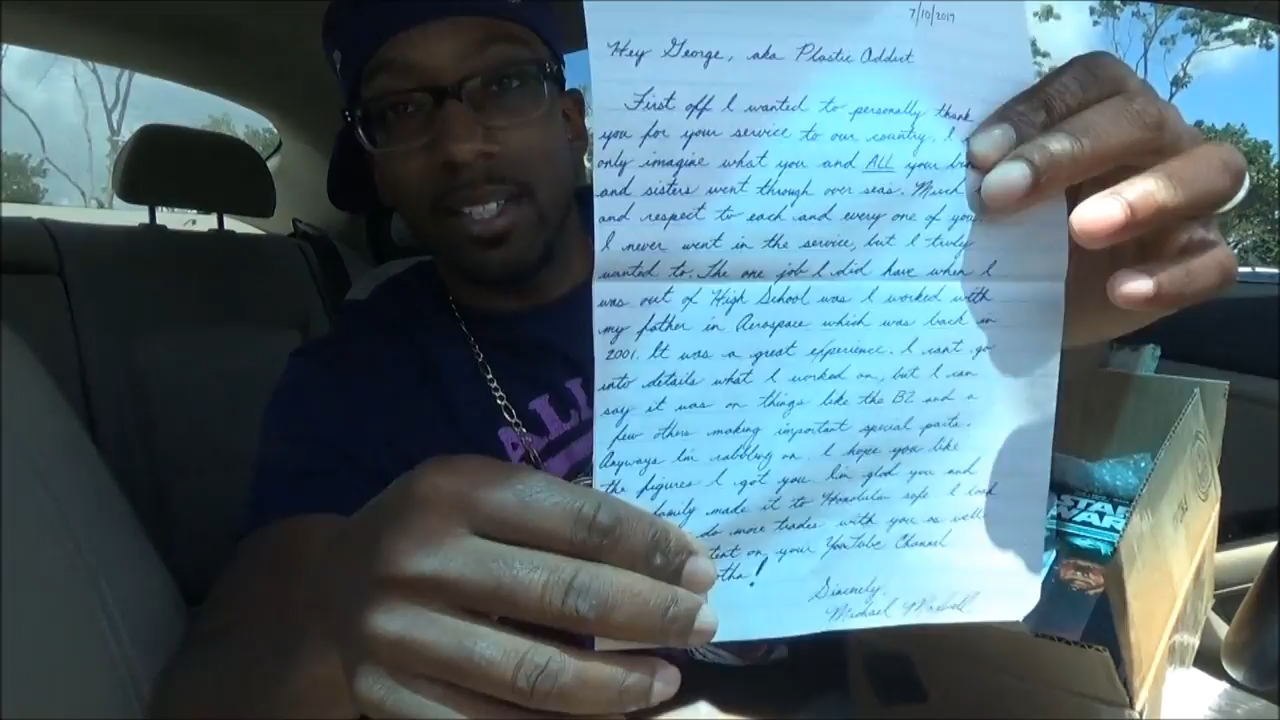 7/10/2017
Hey George, aka Plastic Addict
First off I wanted to personally thank
you for your service to our country. I
only imagine what you and ALL your
and sisters went through over seas. Much
and respect to each and every one of you
I never went in the service, but I truly
wanted to. The one job I did have when I
was out of High School was I worked with
my father in Aerospace which was back in
2001. It was a great experience. I cant go
into details what I worked on, but I can
say it was on things like the B2 and a
few others making important special parts.
Anyways Im rabbling on. I hope you like
the figures I got you. Im glad you and
family made it to Honolulu safe. I look
do more trades with you as well
on your YouTube Channel
Sincerely,
Michael
ALL
STAR
WARS